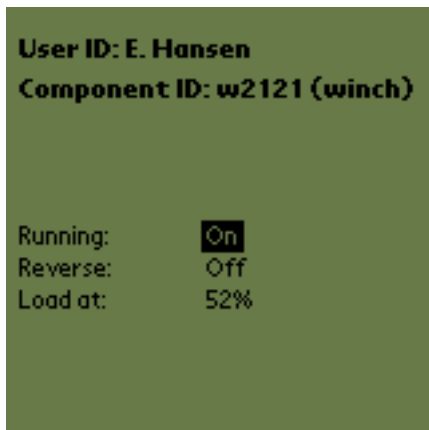 User ID: E. Hansen
Component ID: w2121 (winch)
Running: On
Reverse: Off
Load at: 52%